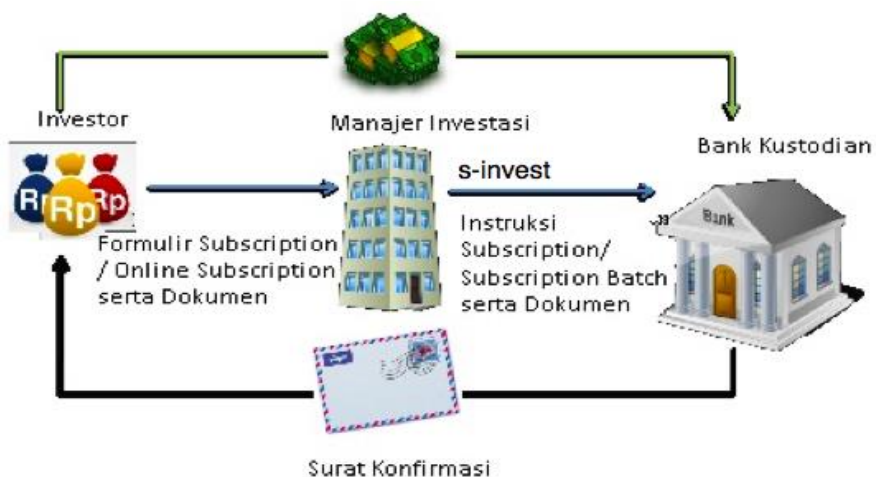 Investor
Rp Rp Rp
Formulir Subscription
/ Online Subscription
serta Dokumen
Manajer Investasi
s-invest
Instruksi
Subscription/
Subscription Batch
serta Dokumen
Bank Kustodian
Bank
Surat Konfirmasi